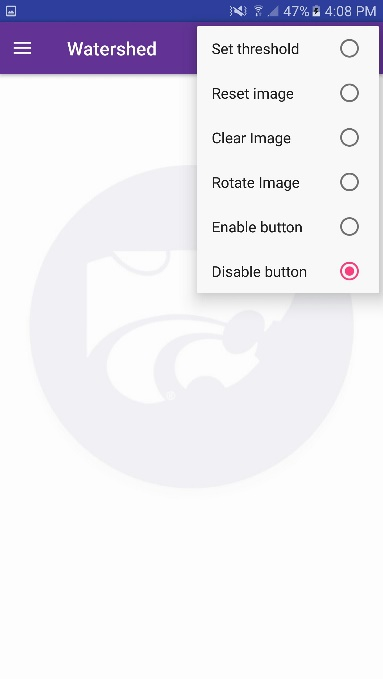 47% 4:08 PM
Watershed
Set threshold
Reset image
Clear Image
Rotate Image
Enable button
Disable button